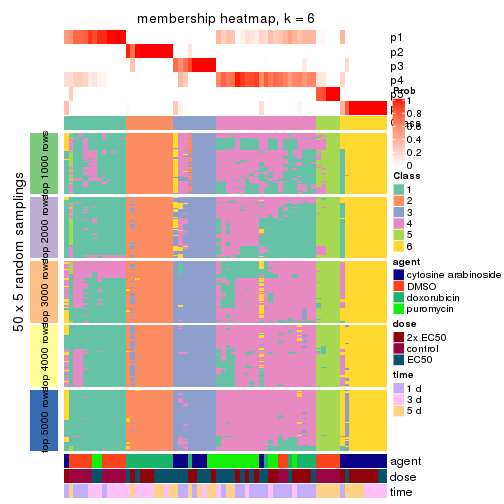 membership heatmap, k = 6
p1
p2
p3
p4
Prob
1
0.8
0.6
0.4
0.2
0
Class
1
2
3
4
5
6
agent
cytosine arabinoside
DMSO
doxorubicin
puromycin
dose
2x EC50
control
EC50
time
1 d
3 d
5 d
50 x 5 random samplings
top 1000 rows
top 2000 rows
top 3000 rows
top 4000 rows
top 5000 rows
agent
dose
time